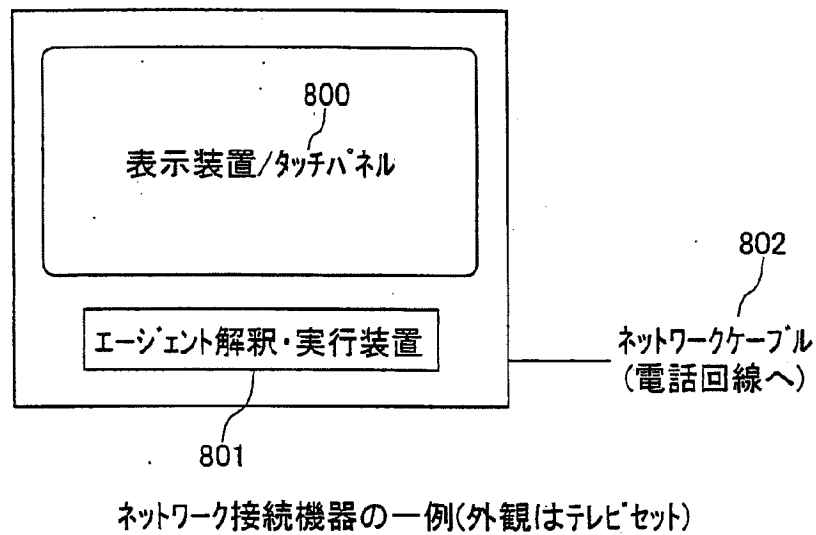 800
表示装置/タッチパネル
802
エージェント解釈・実行装置
ネットワークケーブル
(電話回線へ)
801
ネットワーク接続機器の一例(外観はテレビセット)